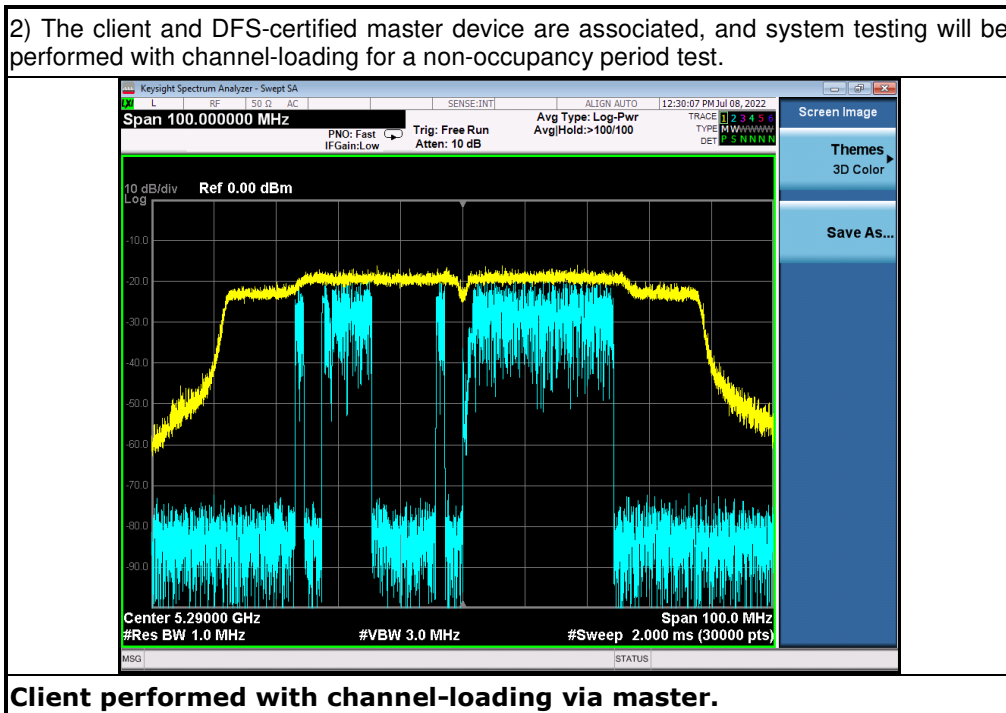 2) The client and DFS-certified master device are associated, and system testing will be
performed with channel-loading for a non-occupancy period test.
Keysight Spectrum Analyzer - Swept SA
LXI L RF 50 Ω AC SENSE:INT ALIGN AUTO 12:30:07 PM Jul 08, 2022
Span 100.000000 MHz
PNO: Fast
IFGain:Low
Trig: Free Run
Atten: 10 dB
Avg Type: Log-Pwr
Avg|Hold:>100/100
TRACE 1 2 3 4 5 6
TYPE M W W W W W
DET P S N N N N
Screen Image
Themes
3D Color
Save As...
10 dB/div Ref 0.00 dBm
Log
-10.0
-20.0
-30.0
-40.0
-50.0
-60.0
-70.0
-80.0
-90.0
Center 5.29000 GHz Span 100.0 MHz
#Res BW 1.0 MHz #VBW 3.0 MHz #Sweep 2.000 ms (30000 pts)
MSG STATUS
Client performed with channel-loading via master.